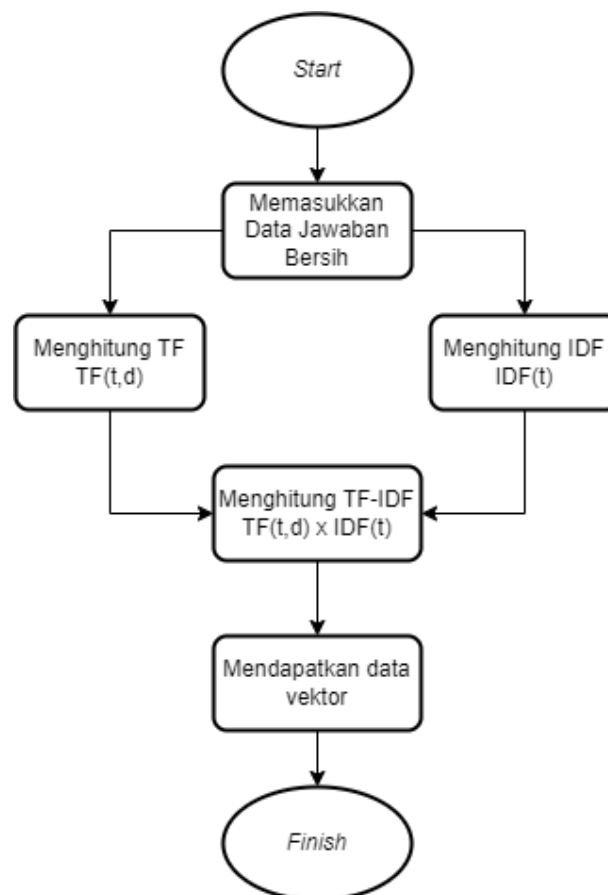 Start
Memasukkan
Data Jawaban
Bersih
Menghitung TF
TF(t,d)
Menghitung IDF
IDF(t)
Menghitung TF-IDF
TF(t,d) x IDF(t)
Mendapatkan data
vektor
Finish